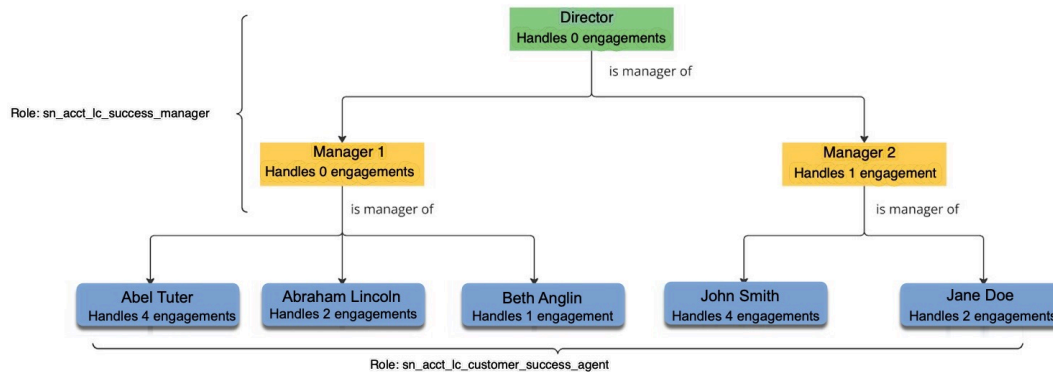 Director
Handles 0 engagements
is manager of
Role: sn_acct_lc_success_manager
Manager 1
Handles 0 engagements
Manager 2
Handles 1 engagement
is manager of
is manager of
Abel Tuter
Handles 4 engagements
Abraham Lincoln
Handles 2 engagements
Beth Anglin
Handles 1 engagement
John Smith
Handles 4 engagements
Jane Doe
Handles 2 engagements
Role: sn_acct_lc_customer_success_agent